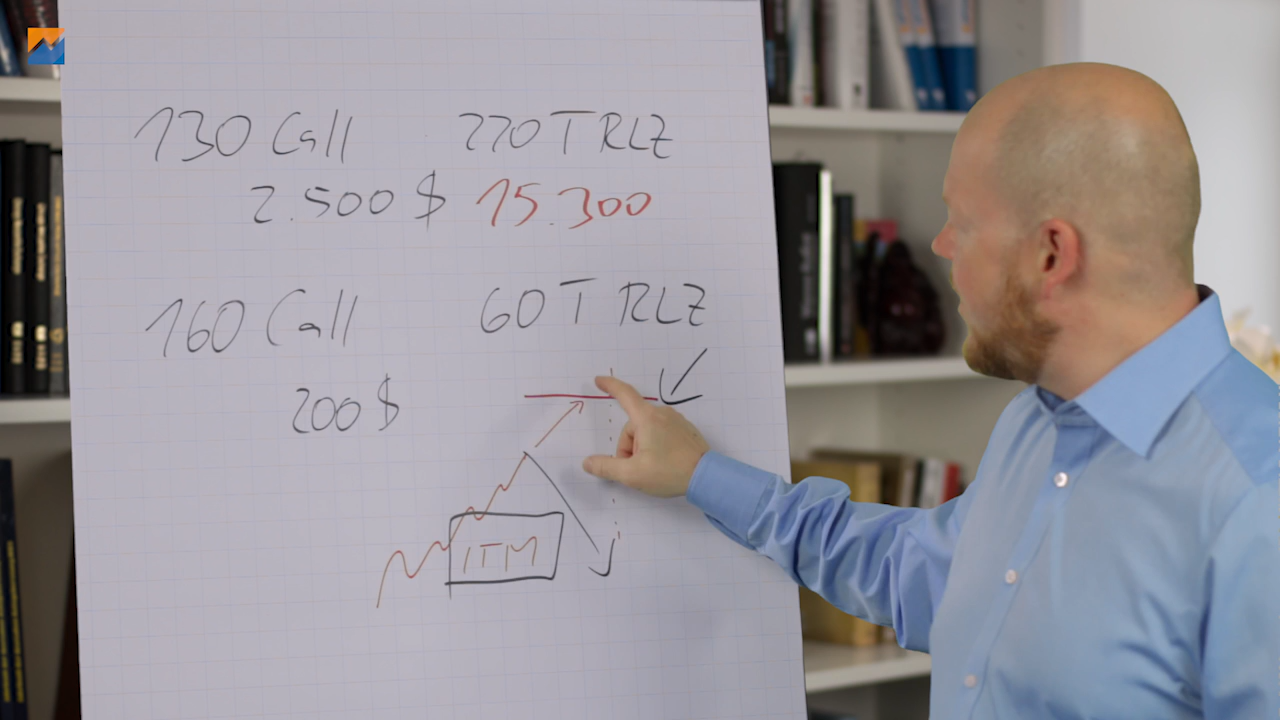 130 Call 270 T RLZ
2.500 $ 15.300
160 Call 60 T RLZ
200 $
ITM